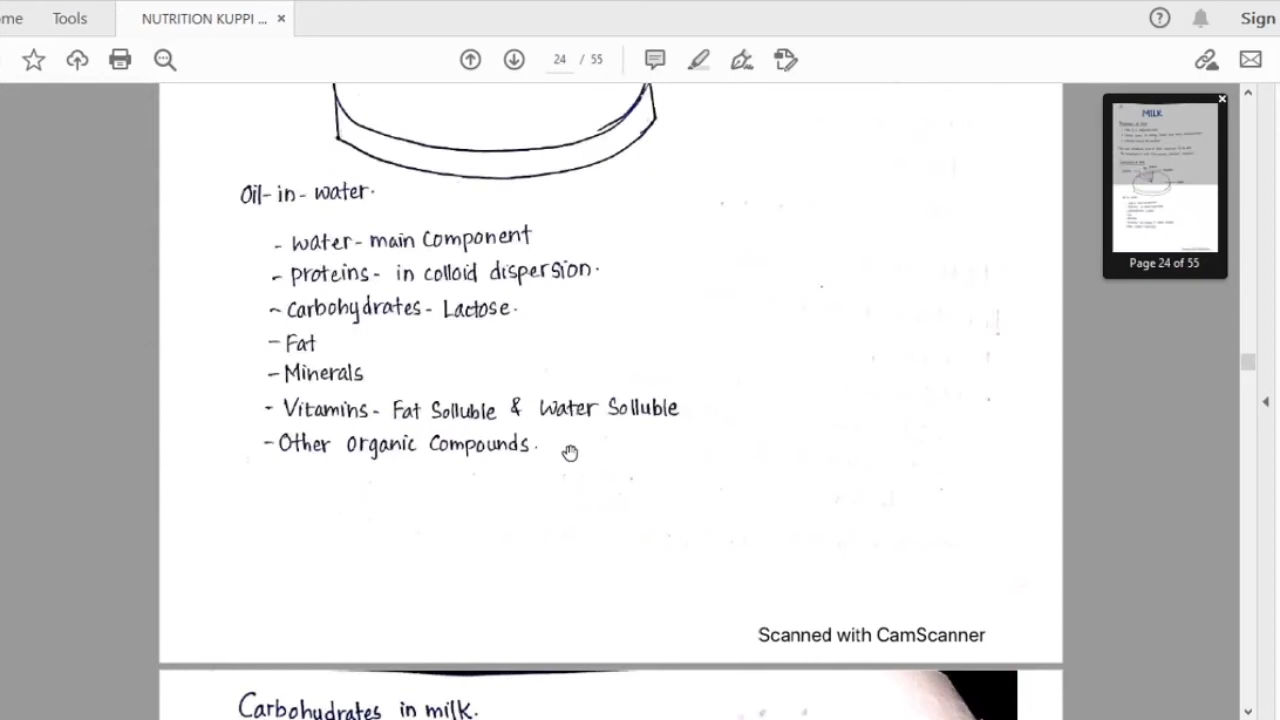 ome
Tools
NUTRITION KUPPI ... ×
Sign
24 / 55
MILK
Page 24 of 55
Oil-in-water.
- Water - main Component
- proteins - in colloid dispersion.
- Carbohydrates - Lactose.
- Fat
- Minerals
- Vitamins - Fat Solluble & Water Solluble
- Other organic Compounds.
Scanned with CamScanner
Carbohydrates in milk.